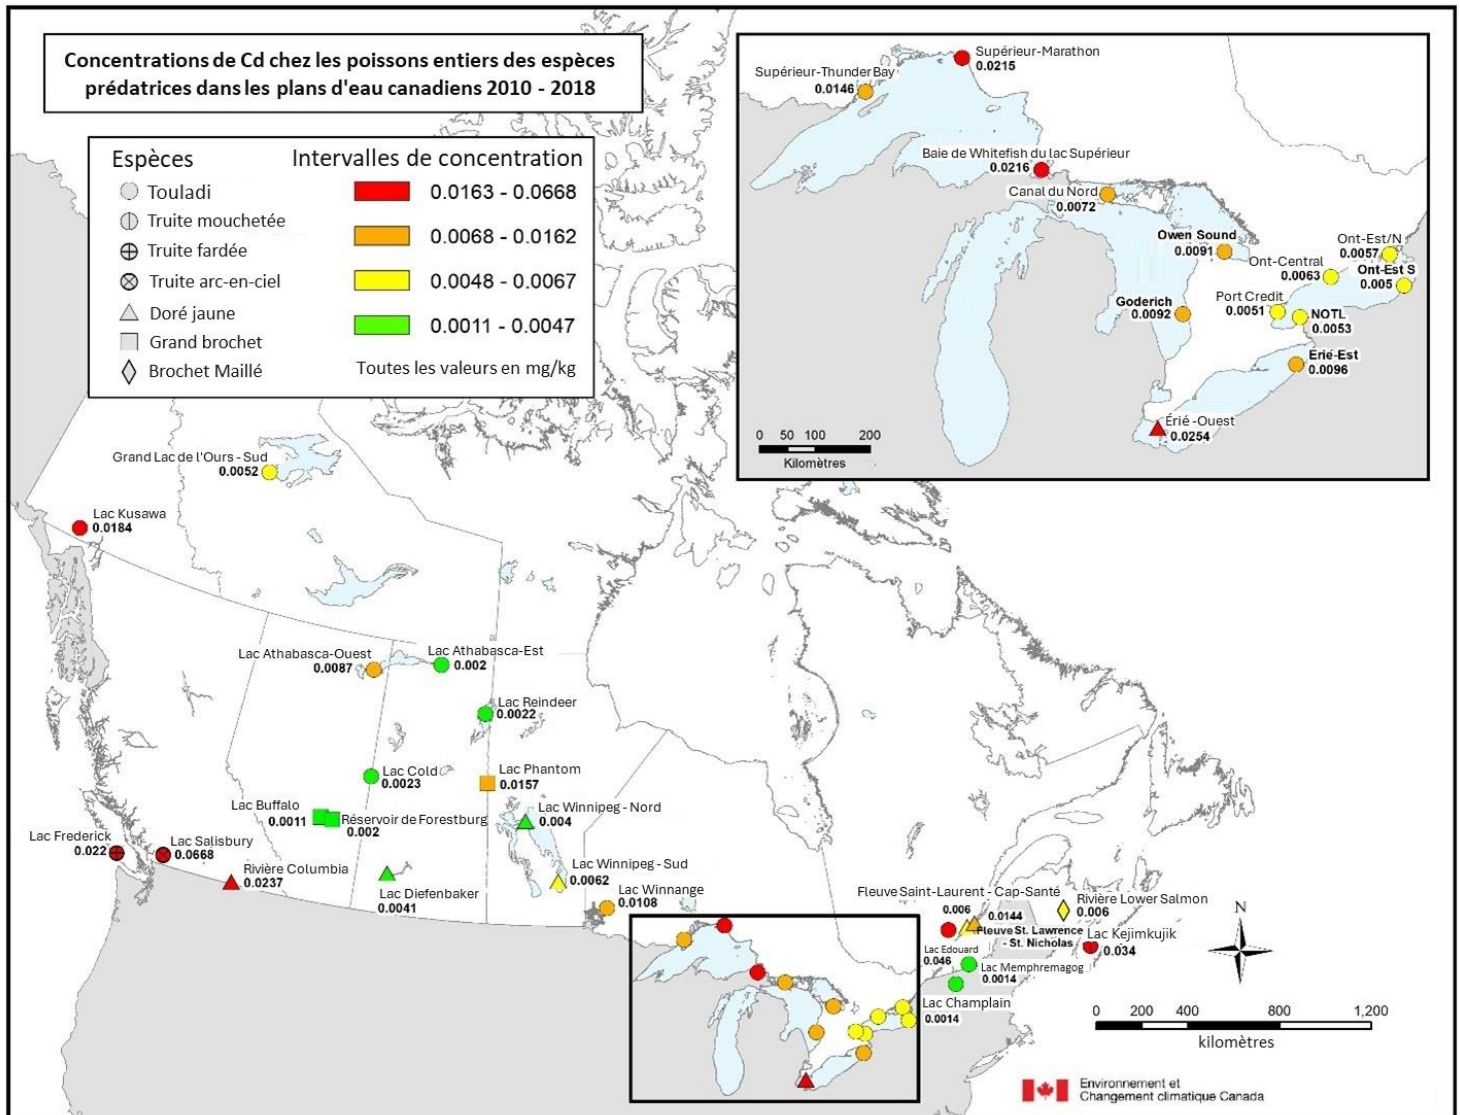 Concentrations de Cd chez les poissons entiers des espèces
prédatrices dans les plans d'eau canadiens 2010 - 2018
Espèces
Touladi
Truite mouchetée
Truite fardée
Truite arc-en-ciel
Doré jaune
Grand brochet
Brochet Maillé
Intervalles de concentration
0.0163 - 0.0668
0.0068 - 0.0162
0.0048 - 0.0067
0.0011 - 0.0047
Toutes les valeurs en mg/kg
Supérieur-Marathon
0.0215
Supérieur-Thunder Bay
0.0146
Baie de Whitefish du lac Supérieur
0.0216
Canal du Nord
0.0072
Owen Sound
0.0091
Ont-Est/N
0.0057
Ont-Central
0.0063
Ont-Est S
0.005
Port Credit
0.0051
NOTL
0.0053
Goderich
0.0092
Érié-Est
0.0096
Érié -Ouest
0.0254
0 50 100 200
Kilomètres
Grand Lac de l'Ours - Sud
0.0052
Lac Kusawa
0.0184
Lac Athabasca-Ouest
0.0087
Lac Athabasca-Est
0.002
Lac Reindeer
0.0022
Lac Cold
0.0023
Lac Phantom
0.0157
Lac Buffalo
0.0011
Réservoir de Forestburg
0.002
Lac Winnipeg - Nord
0.004
Lac Frederick
0.022
Lac Salisbury
0.0668
Rivière Columbia
0.0237
Lac Diefenbaker
0.0041
Lac Winnipeg - Sud
0.0062
Lac Winnange
0.0108
Fleuve Saint-Laurent - Cap-Santé
0.006
0.0144
Fleuve St. Lawrence
- St. Nicholas
Rivière Lower Salmon
0.006
Lac Kejimkujik
0.034
Lac Edouard
0.046
Lac Memphremagog
0.0014
Lac Champlain
0.0014
N
0 200 400 800 1,200
kilomètres
Environnement et
Changement climatique Canada